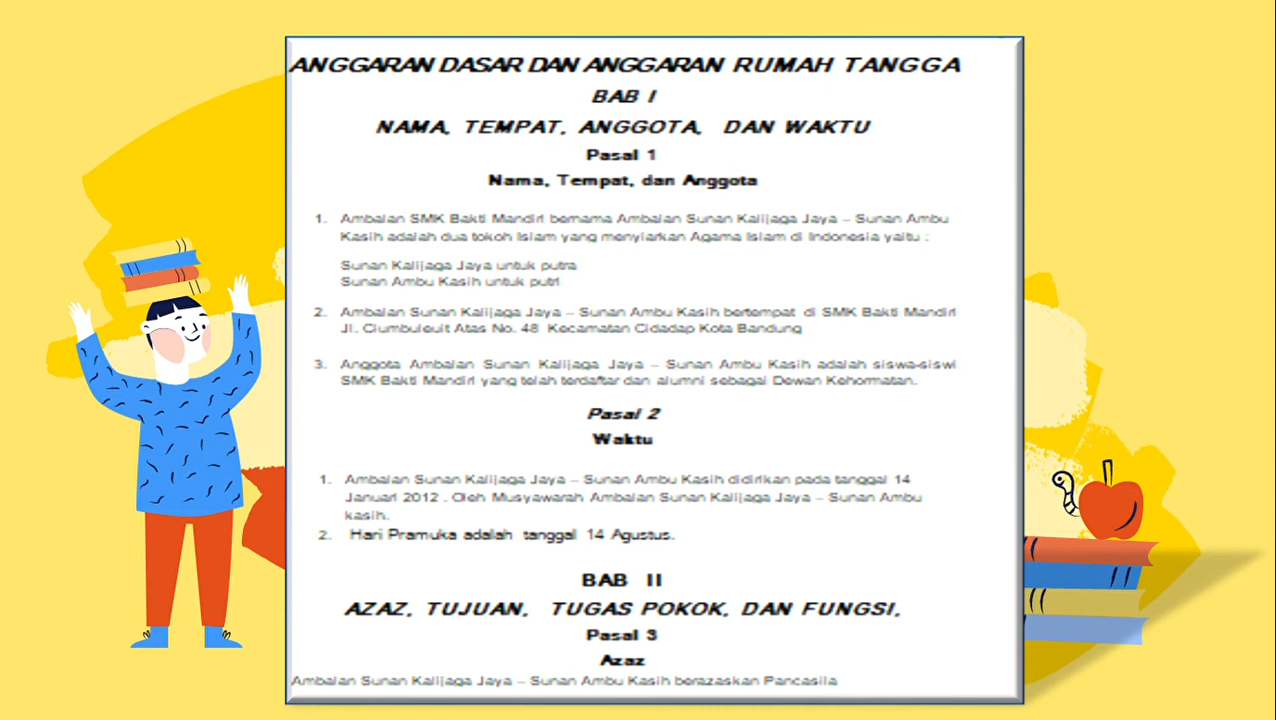 ANGGARAN DASAR DAN ANGGARAN RUMAH TANGGA
BAB I
NAMA, TEMPAT, ANGGOTA, DAN WAKTU
Pasal 1
Nama, Tempat, dan Anggota
1. Ambalan SMK Bakti Mandiri bernama Ambalan Sunan Kalijaga Jaya – Sunan Ambu
Kasih adalah dua tokoh Islam yang menyiarkan Agama Islam di Indonesia yaitu :
Sunan Kalijaga Jaya untuk putra
Sunan Ambu Kasih untuk putri
2. Ambalan Sunan Kalijaga Jaya – Sunan Ambu Kasih bertempat di SMK Bakti Mandiri
Jl. Ciumbuleuit Atas No. 48 Kecamatan Cidadap Kota Bandung
3. Anggota Ambalan Sunan Kalijaga Jaya – Sunan Ambu Kasih adalah siswa-siswi
SMK Bakti Mandiri yang telah terdaftar dan alumni sebagai Dewan Kehormatan.
Pasal 2
Waktu
1. Ambalan Sunan Kalijaga Jaya – Sunan Ambu Kasih didirikan pada tanggal 14
Januari 2012 . Oleh Musyawarah Ambalan Sunan Kalijaga Jaya – Sunan Ambu
kasih.
2. Hari Pramuka adalah tanggal 14 Agustus.
BAB II
AZAZ, TUJUAN, TUGAS POKOK, DAN FUNGSI,
Pasal 3
Azaz
Ambalan Sunan Kalijaga Jaya – Sunan Ambu Kasih berazaskan Pancasila